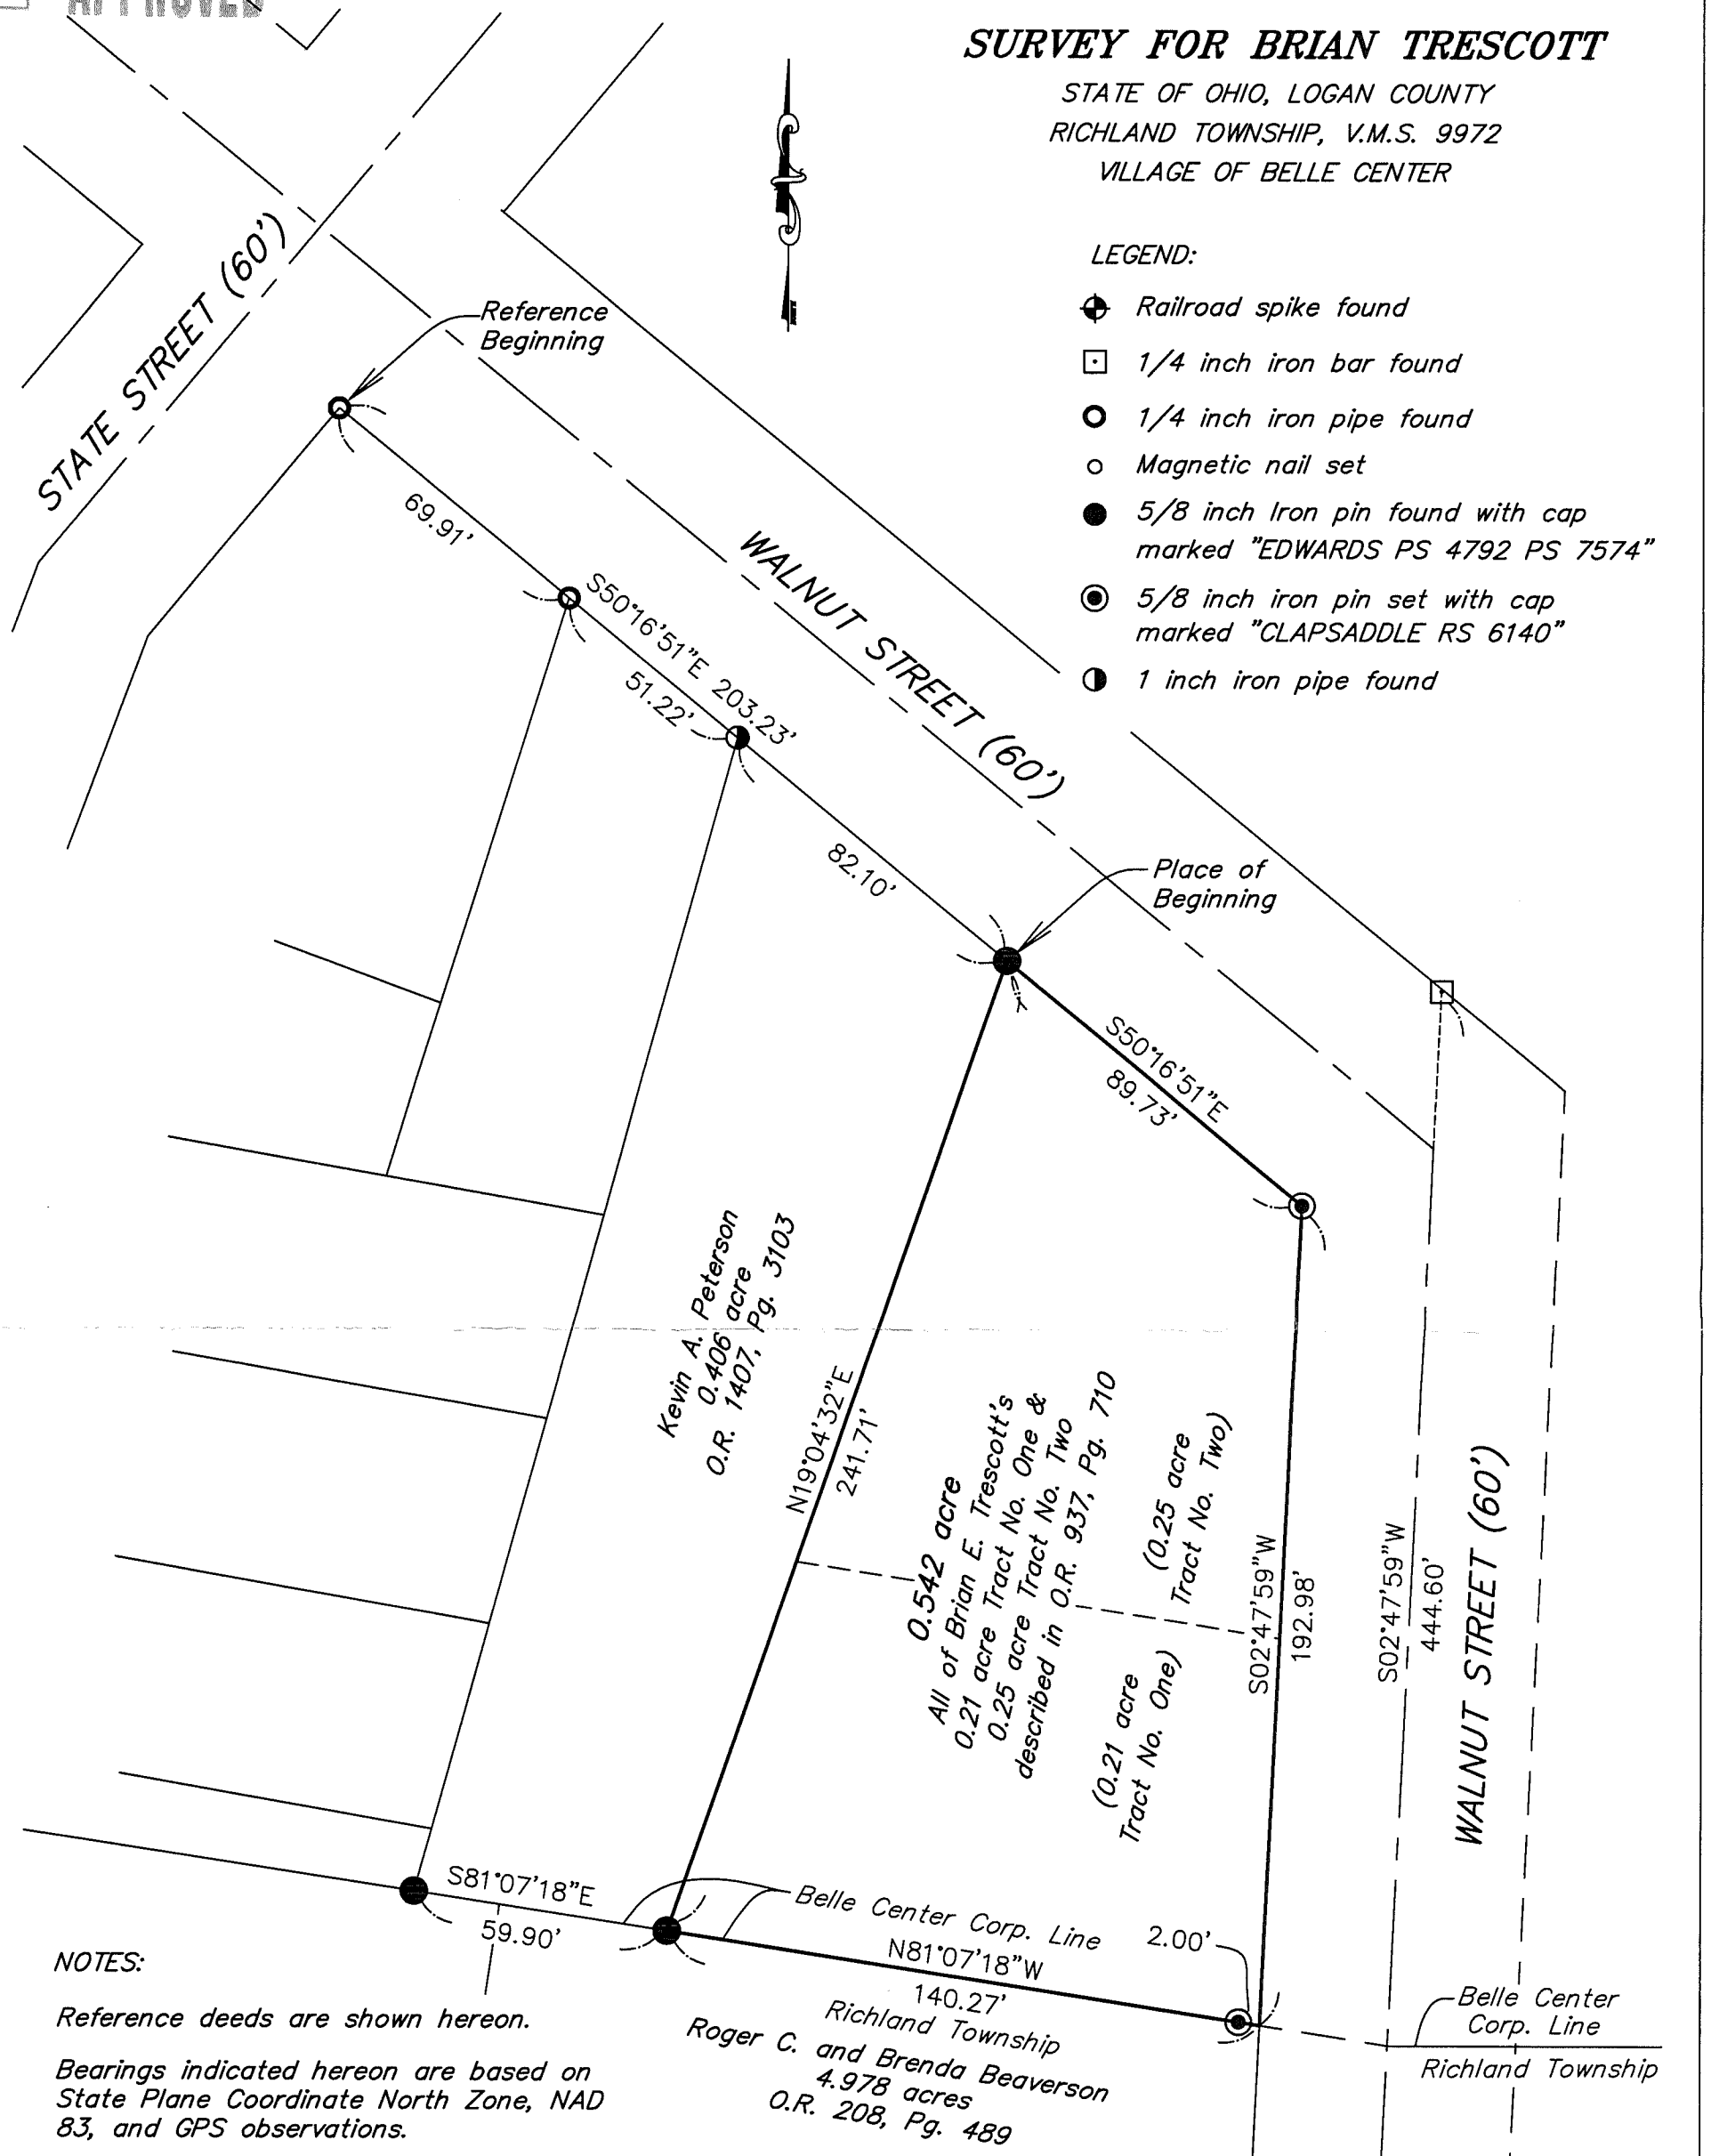 APPROVED
SURVEY FOR BRIAN TRESCOTT
STATE OF OHIO, LOGAN COUNTY
RICHLAND TOWNSHIP, V.M.S. 9972
VILLAGE OF BELLE CENTER
LEGEND:
Railroad spike found
1/4 inch iron bar found
1/4 inch iron pipe found
Magnetic nail set
5/8 inch Iron pin found with cap
marked "EDWARDS PS 4792 PS 7574"
5/8 inch iron pin set with cap
marked "CLAPSADDLE RS 6140"
1 inch iron pipe found
STATE STREET (60')
Reference
Beginning
69.91'
S50°16'51"E 203.23'
51.22'
WALNUT STREET (60')
82.10'
Place of
Beginning
S50°16'51"E
89.73'
Kevin A. Peterson
0.406 acre
O.R. 1407, Pg. 3103
N19°04'32"E
241.71'
0.542 acre
All of Brian E. Trescott's
0.21 acre Tract No. One &
0.25 acre Tract No. Two
described in O.R. 937, Pg. 710
(0.25 acre
Tract No. Two)
(0.21 acre
Tract No. One)
S02°47'59"W
192.98'
S02°47'59"W
444.60'
WALNUT STREET (60')
S81°07'18"E
59.90'
Belle Center Corp. Line
2.00'
N81°07'18"W
140.27'
Richland Township
Roger C. and Brenda Beaverson
4.978 acres
O.R. 208, Pg. 489
Belle Center
Corp. Line
Richland Township
NOTES:
Reference deeds are shown hereon.
Bearings indicated hereon are based on
State Plane Coordinate North Zone, NAD
83, and GPS observations.